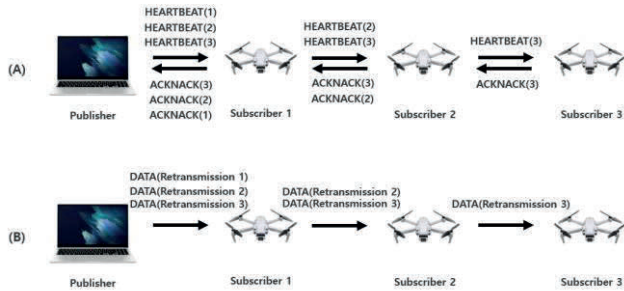 HEARTBEAT(1)
HEARTBEAT(2)
HEARTBEAT(3)
HEARTBEAT(2)
HEARTBEAT(3)
HEARTBEAT(3)
(A)
ACKNACK(3)
ACKNACK(2)
ACKNACK(1)
ACKNACK(3)
ACKNACK(2)
ACKNACK(3)
Publisher
Subscriber 1
Subscriber 2
Subscriber 3
DATA(Retransmission 1)
DATA(Retransmission 2)
DATA(Retransmission 3)
DATA(Retransmission 2)
DATA(Retransmission 3)
DATA(Retransmission 3)
(B)
Publisher
Subscriber 1
Subscriber 2
Subscriber 3